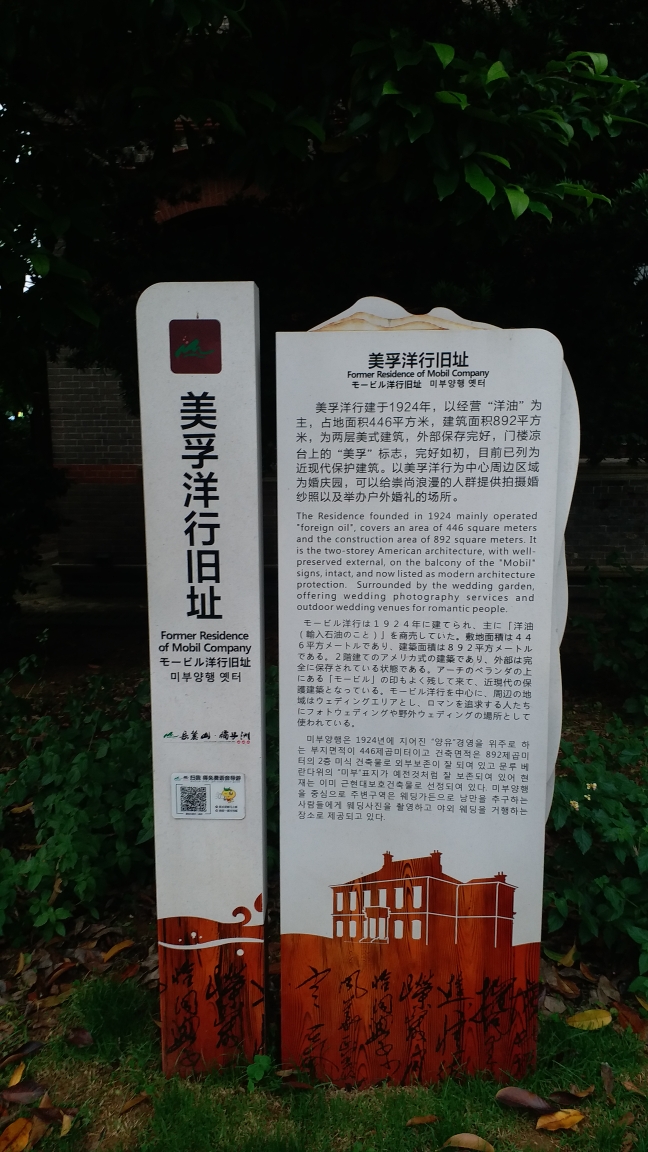 美孚洋行旧址
Former Residence
of Mobil Company
モービル洋行旧址
미부양행 옛터
岳麓山·橘子洲
扫码 得头票语音导游
美孚洋行旧址
Former Residence of Mobil Company
モービル洋行旧址 미부양행 옛터
美孚洋行建于1924年，以经营“洋油”为
主，占地面积446平方米，建筑面积892平方
米，为两层美式建筑，外部保存完好，门楼凉
台上的“美孚”标志，完好如初，目前已列为
近现代保护建筑。以美孚洋行为中心周边区域
为婚庆园，可以给崇尚浪漫的人群提供拍摄婚
纱照以及举办户外婚礼的场所。
The Residence founded in 1924 mainly operated
"foreign oil", covers an area of 446 square meters
and the construction area of 892 square meters. It
is the two-storey American architecture, with well-
preserved external, on the balcony of the "Mobil"
signs, intact, and now listed as modern architecture
protection. Surrounded by the wedding garden,
offering wedding photography services and
outdoor wedding venues for romantic people.
モービル洋行は１９２４年に建てられ、主に「洋油
（輸入石油のこと）」を商売していた。敷地面積は４４
６平方メートルであり、建築面積は８９２平方メートル
である。２階建てのアメリカ式の建築であり、外部は完
全に保存されている状態である。アーチのベランダの上
にある「モービル」の印もよく残して来て、近現代の保
護建築となっている。モービル洋行を中心に、周辺の地
域はウェディングエリアとし、ロマンを追求する人たち
にフォトウェディングや野外ウェディングの場所として
使われている。
미부양행은 1924년에 지어진 “양유”경영을 위주로 하
는 부지면적이 446제곱미터이고 건축면적은 892제곱미
터의 2층 미식 건축물로 외부보존이 잘 되여 있고 문루 베
란다위의 “미부”표지가 예전것처럼 잘 보존되여 있어 현
재는 이미 근현대보호건축물로 선정되여 있다. 미부양행
을 중심으로 주변구역은 웨딩가든으로 낭만을 추구하는
사람들에게 웨딩사진을 촬영하고 야외 웨딩을 거행하는
장소로 제공되고 있다.